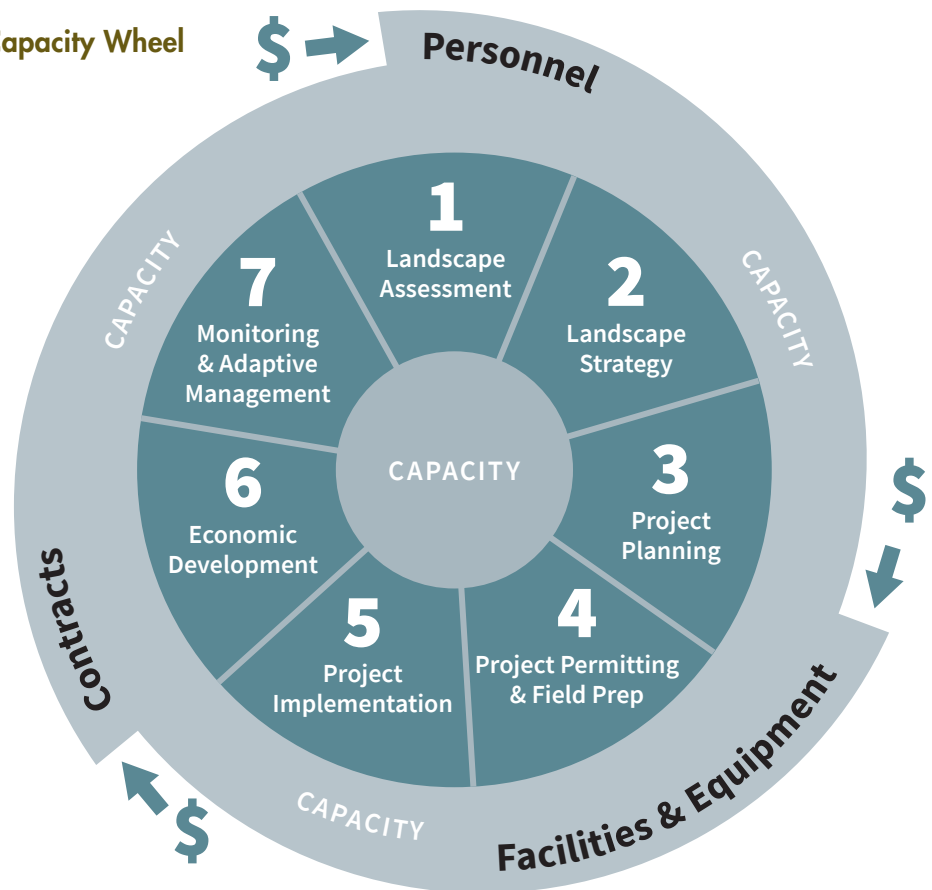 Capacity Wheel
$
Personnel
1
Landscape
Assessment
2
Landscape
Strategy
3
Project
Planning
4
Project Permitting
& Field Prep
5
Project
Implementation
6
Economic
Development
7
Monitoring
& Adaptive
Management
CAPACITY
CAPACITY
CAPACITY
CAPACITY
$
Facilities & Equipment
$
Contracts